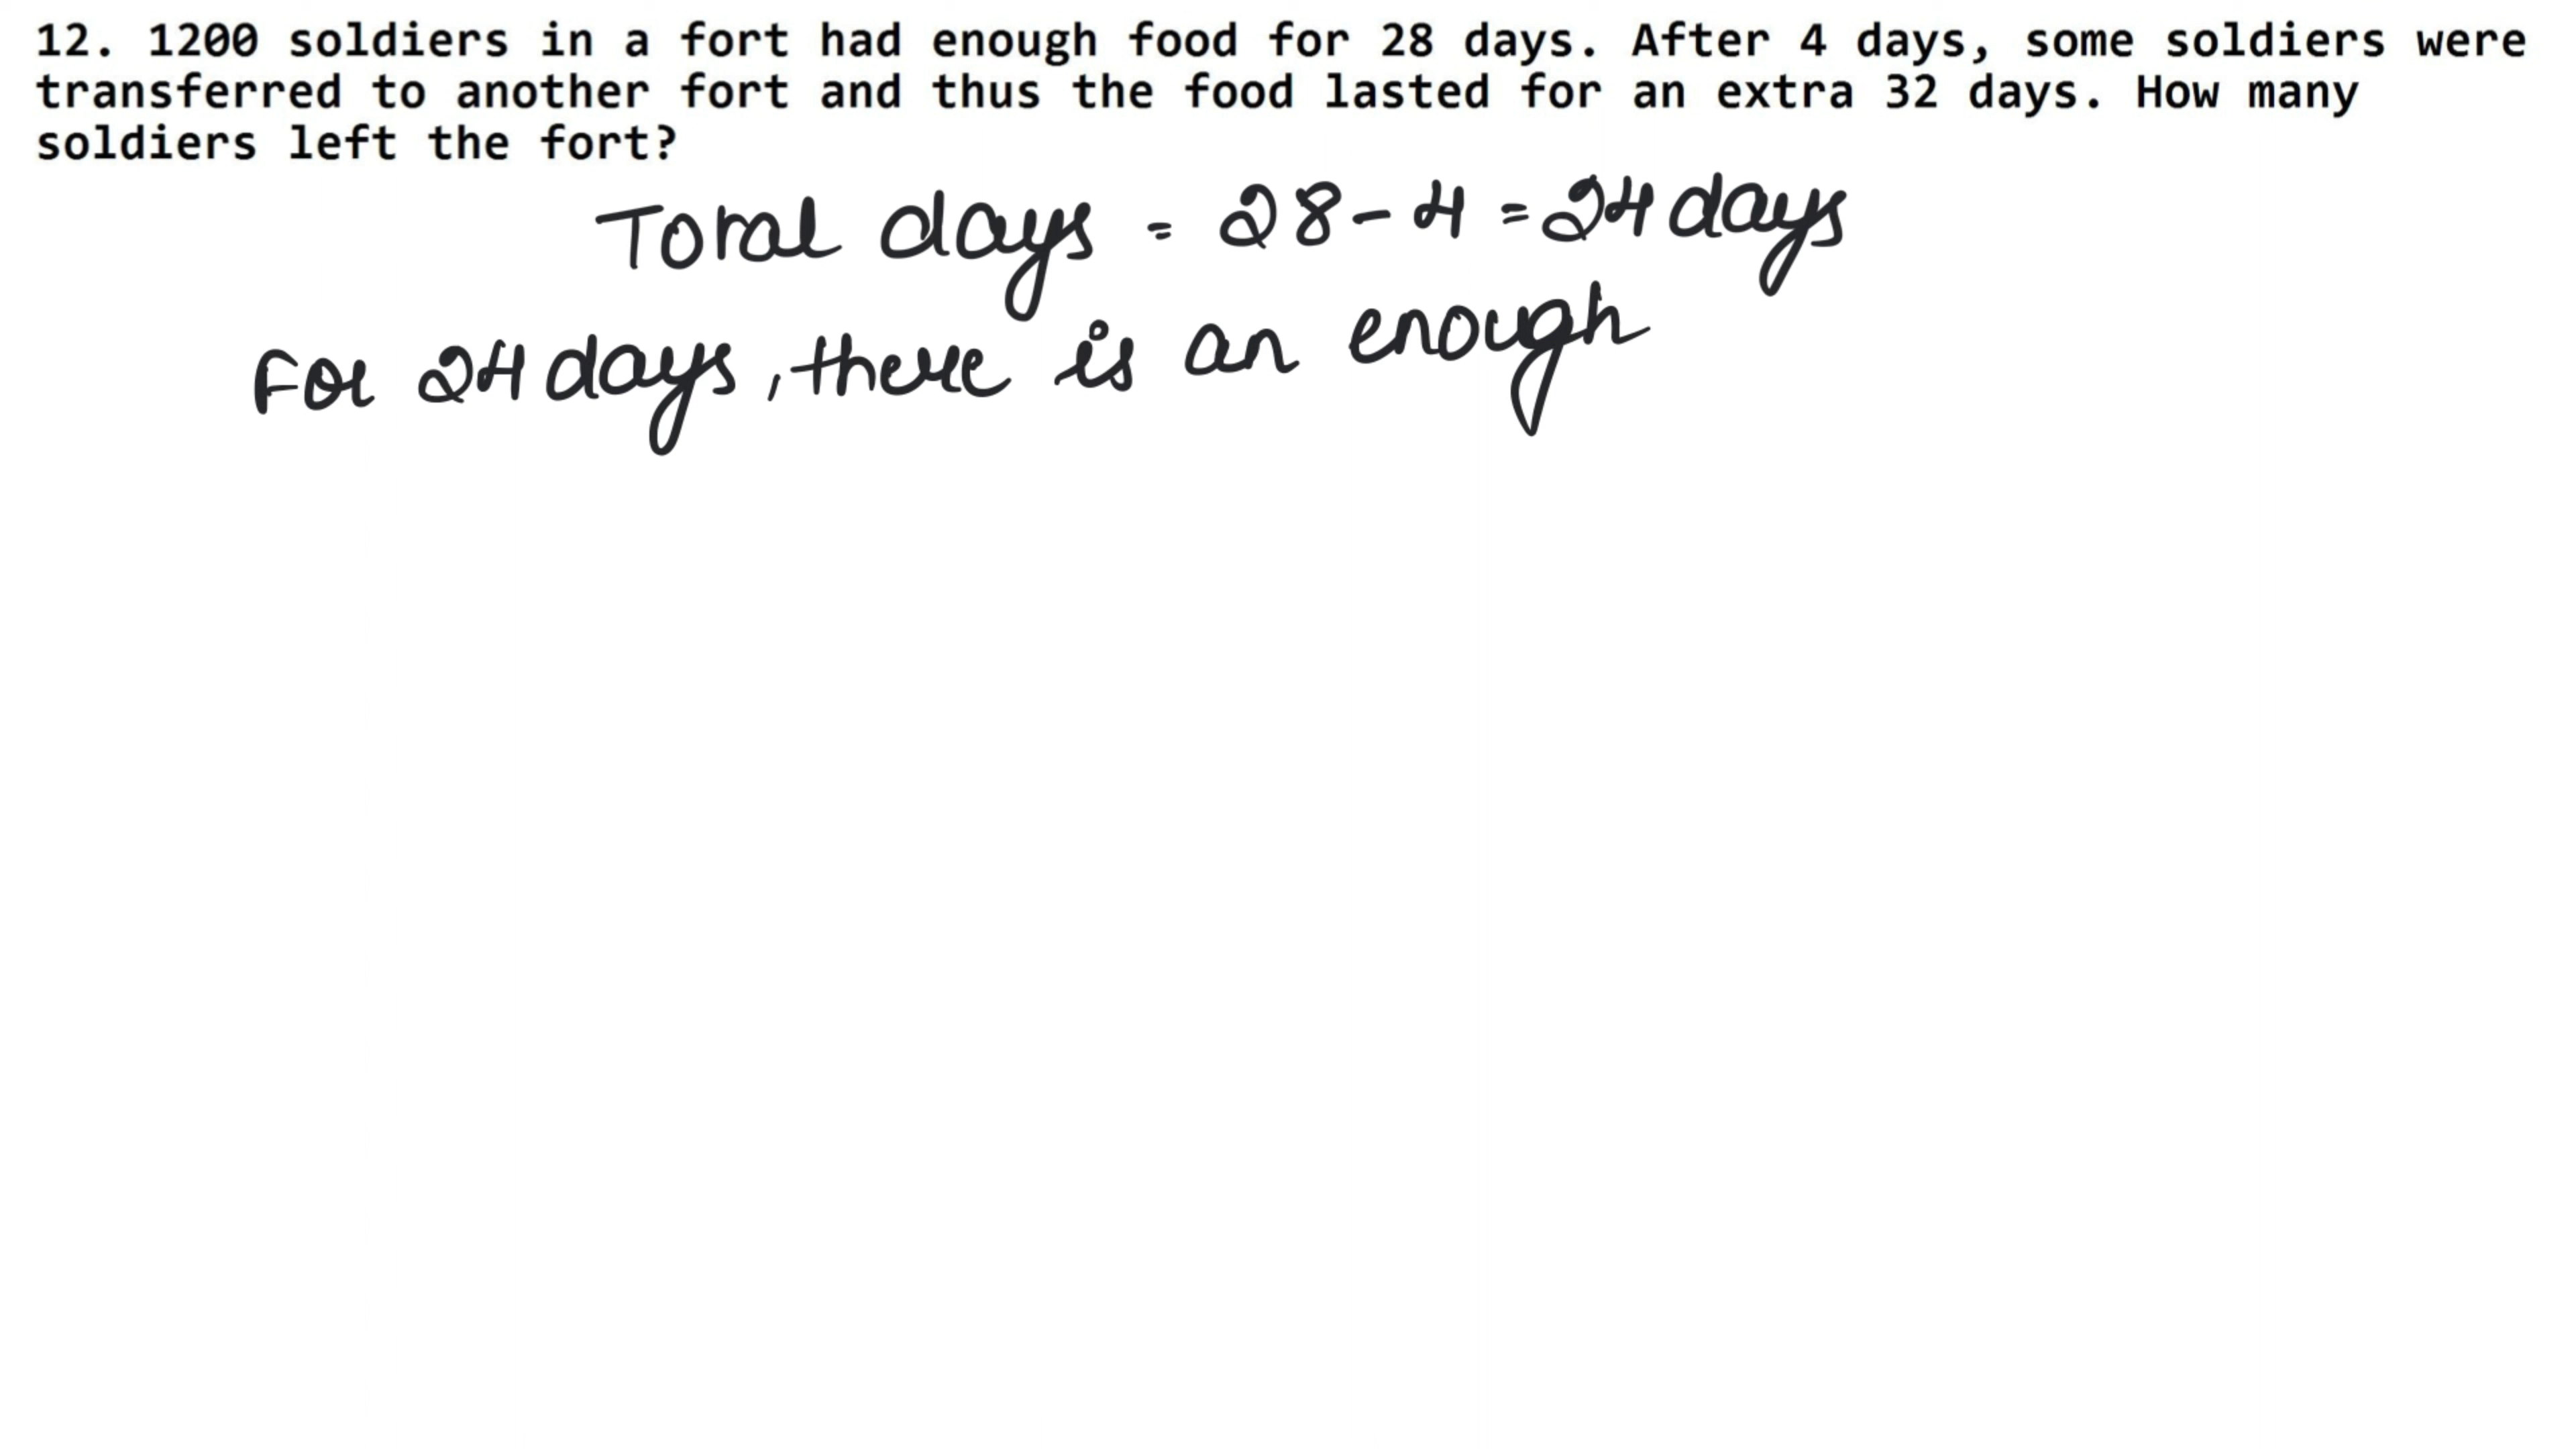 12. 1200 soldiers in a fort had enough food for 28 days. After 4 days, some soldiers were
transferred to another fort and thus the food lasted for an extra 32 days. How many
soldiers left the fort?
Total days = 28 - 4 = 24 days
For 24 days, there is an enough